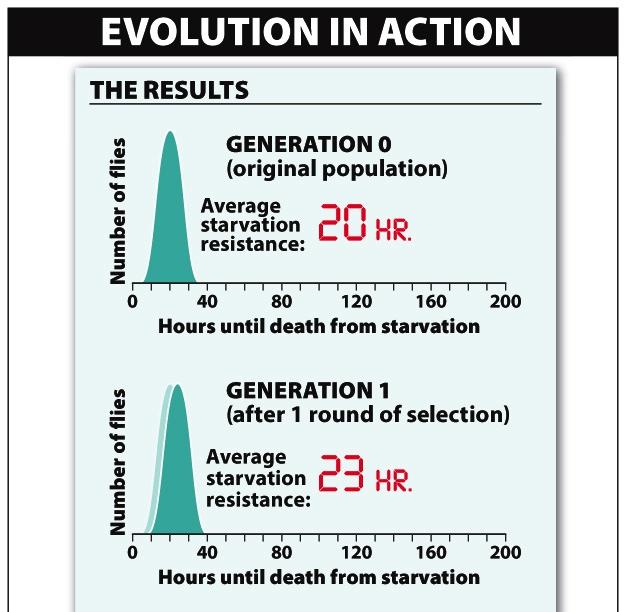 EVOLUTION IN ACTION
THE RESULTS
Number of flies
GENERATION 0
(original population)
Average
starvation
resistance:
20 HR.
0 40 80 120 160 200
Hours until death from starvation
Number of flies
GENERATION 1
(after 1 round of selection)
Average
starvation
resistance:
23 HR.
0 40 80 120 160 200
Hours until death from starvation